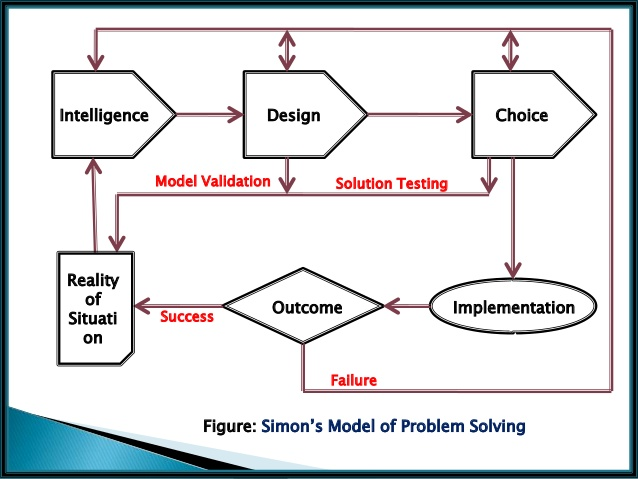 Intelligence
Design
Choice
Model Validation
Solution Testing
Reality
of
Situati
on
Success
Outcome
Implementation
Failure
Figure: Simon's Model of Problem Solving